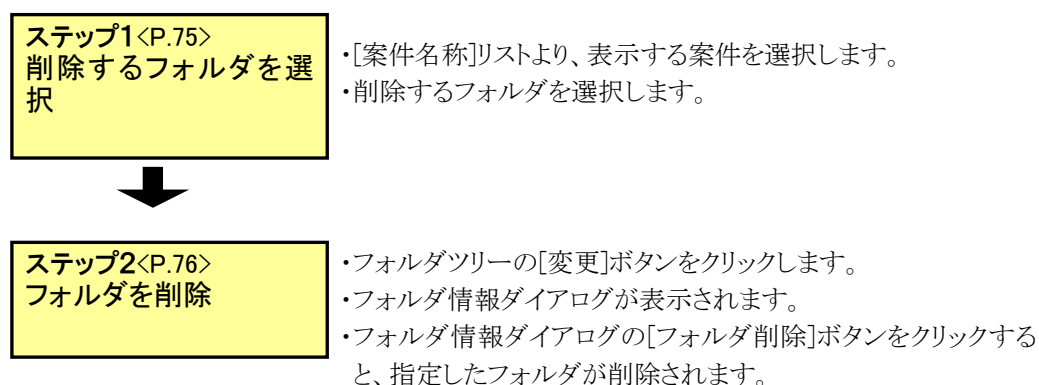 ステップ1<P.75>
削除するフォルダを選
択
・[案件名称]リストより、表示する案件を選択します。
・削除するフォルダを選択します。
ステップ2<P.76>
フォルダを削除
・フォルダツリーの[変更]ボタンをクリックします。
・フォルダ情報ダイアログが表示されます。
・フォルダ情報ダイアログの[フォルダ削除]ボタンをクリックする
と、指定したフォルダが削除されます。